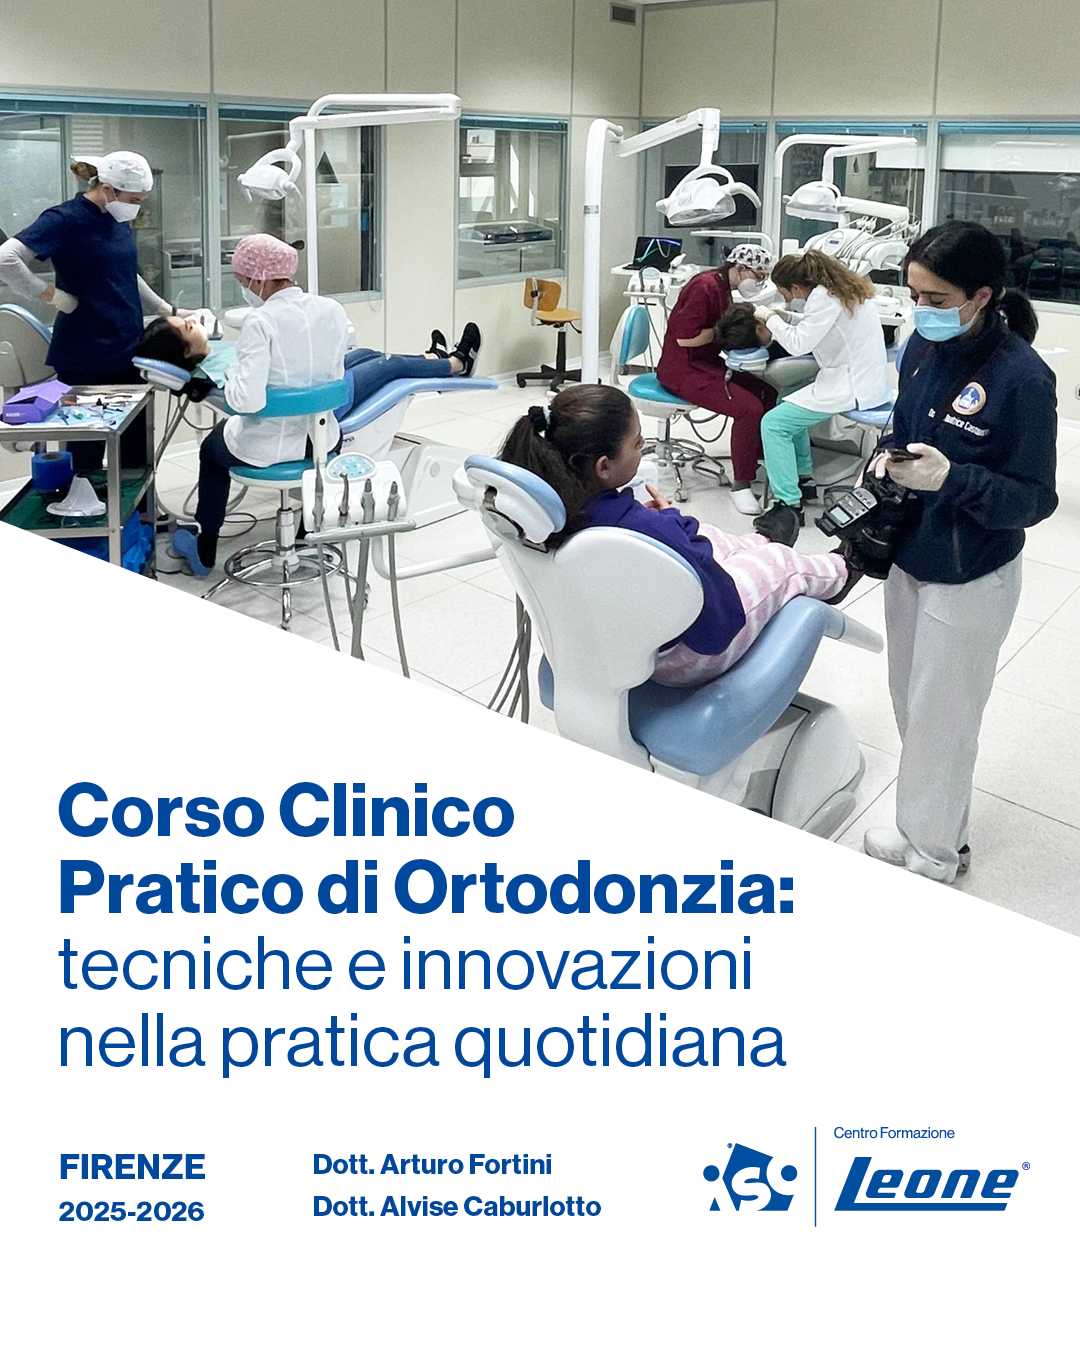 Corso Clinico
Pratico di Ortodonzia:
tecniche e innovazioni
nella pratica quotidiana
FIRENZE
2025-2026
Dott. Arturo Fortini
Dott. Alvise Caburlotto
ISO
Centro Formazione
Leone®